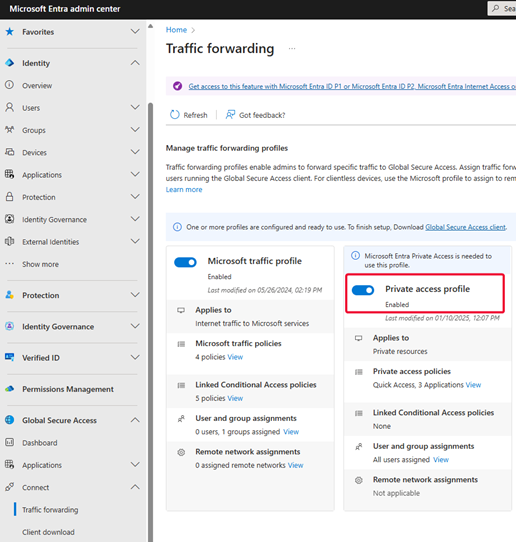 Microsoft Entra admin center
Sea
Favorites
Identity
Overview
Users
Groups
Devices
Applications
Protection
Identity Governance
External Identities
Show more
Protection
Identity Governance
Verified ID
Permissions Management
Global Secure Access
Dashboard
Applications
Connect
Traffic forwarding
Client download
Home
Traffic forwarding
Get access to this feature with Microsoft Entra ID P1 or Microsoft Entra ID P2, Microsoft Entra Internet Access o
Refresh
Got feedback?
Manage traffic forwarding profiles
Traffic forwarding profiles enable admins to forward specific traffic to Global Secure Access. Assign traffic forw
users running the Global Secure Access client. For clientless devices, use the Microsoft profile to assign to rem
Learn more
One or more profiles are configured and ready to use. To finish setup, Download Global Secure Access client.
Microsoft traffic profile
Enabled
Last modified on 05/26/2024, 02:19 PM
Applies to
Internet traffic to Microsoft services
Microsoft traffic policies
4 policies View
Linked Conditional Access policies
5 policies View
User and group assignments
0 users, 1 groups assigned View
Remote network assignments
0 assigned remote networks View
Microsoft Entra Private Access is needed to
use this profile.
Private access profile
Enabled
Last modified on 01/10/2025, 12:07 PM
Applies to
Private resources
Private access policies
Quick Access, 3 Applications View
Linked Conditional Access policies
None
User and group assignments
All users assigned View
Remote network assignments
Not applicable